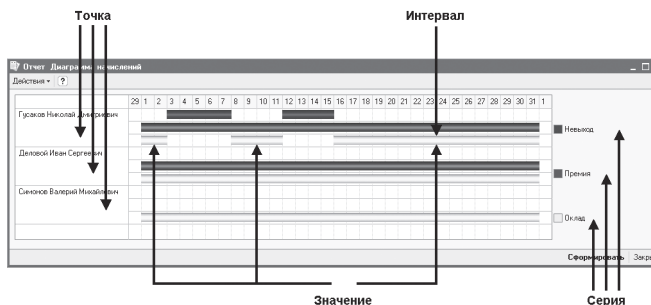 Точка
Интервал
Отчет Диаграмма начислений
Действия
?
29 1 2 3 4 5 6 7 8 9 10 11 12 13 14 15 16 17 18 19 20 21 22 23 24 25 26 27 28 29 30 31 1
Гусаков Николай Дмитриевич
Невыход
Деловой Иван Сергеевич
Премия
Симонов Валерий Михайлович
Оклад
Сформировать Закры
Значение
Серия